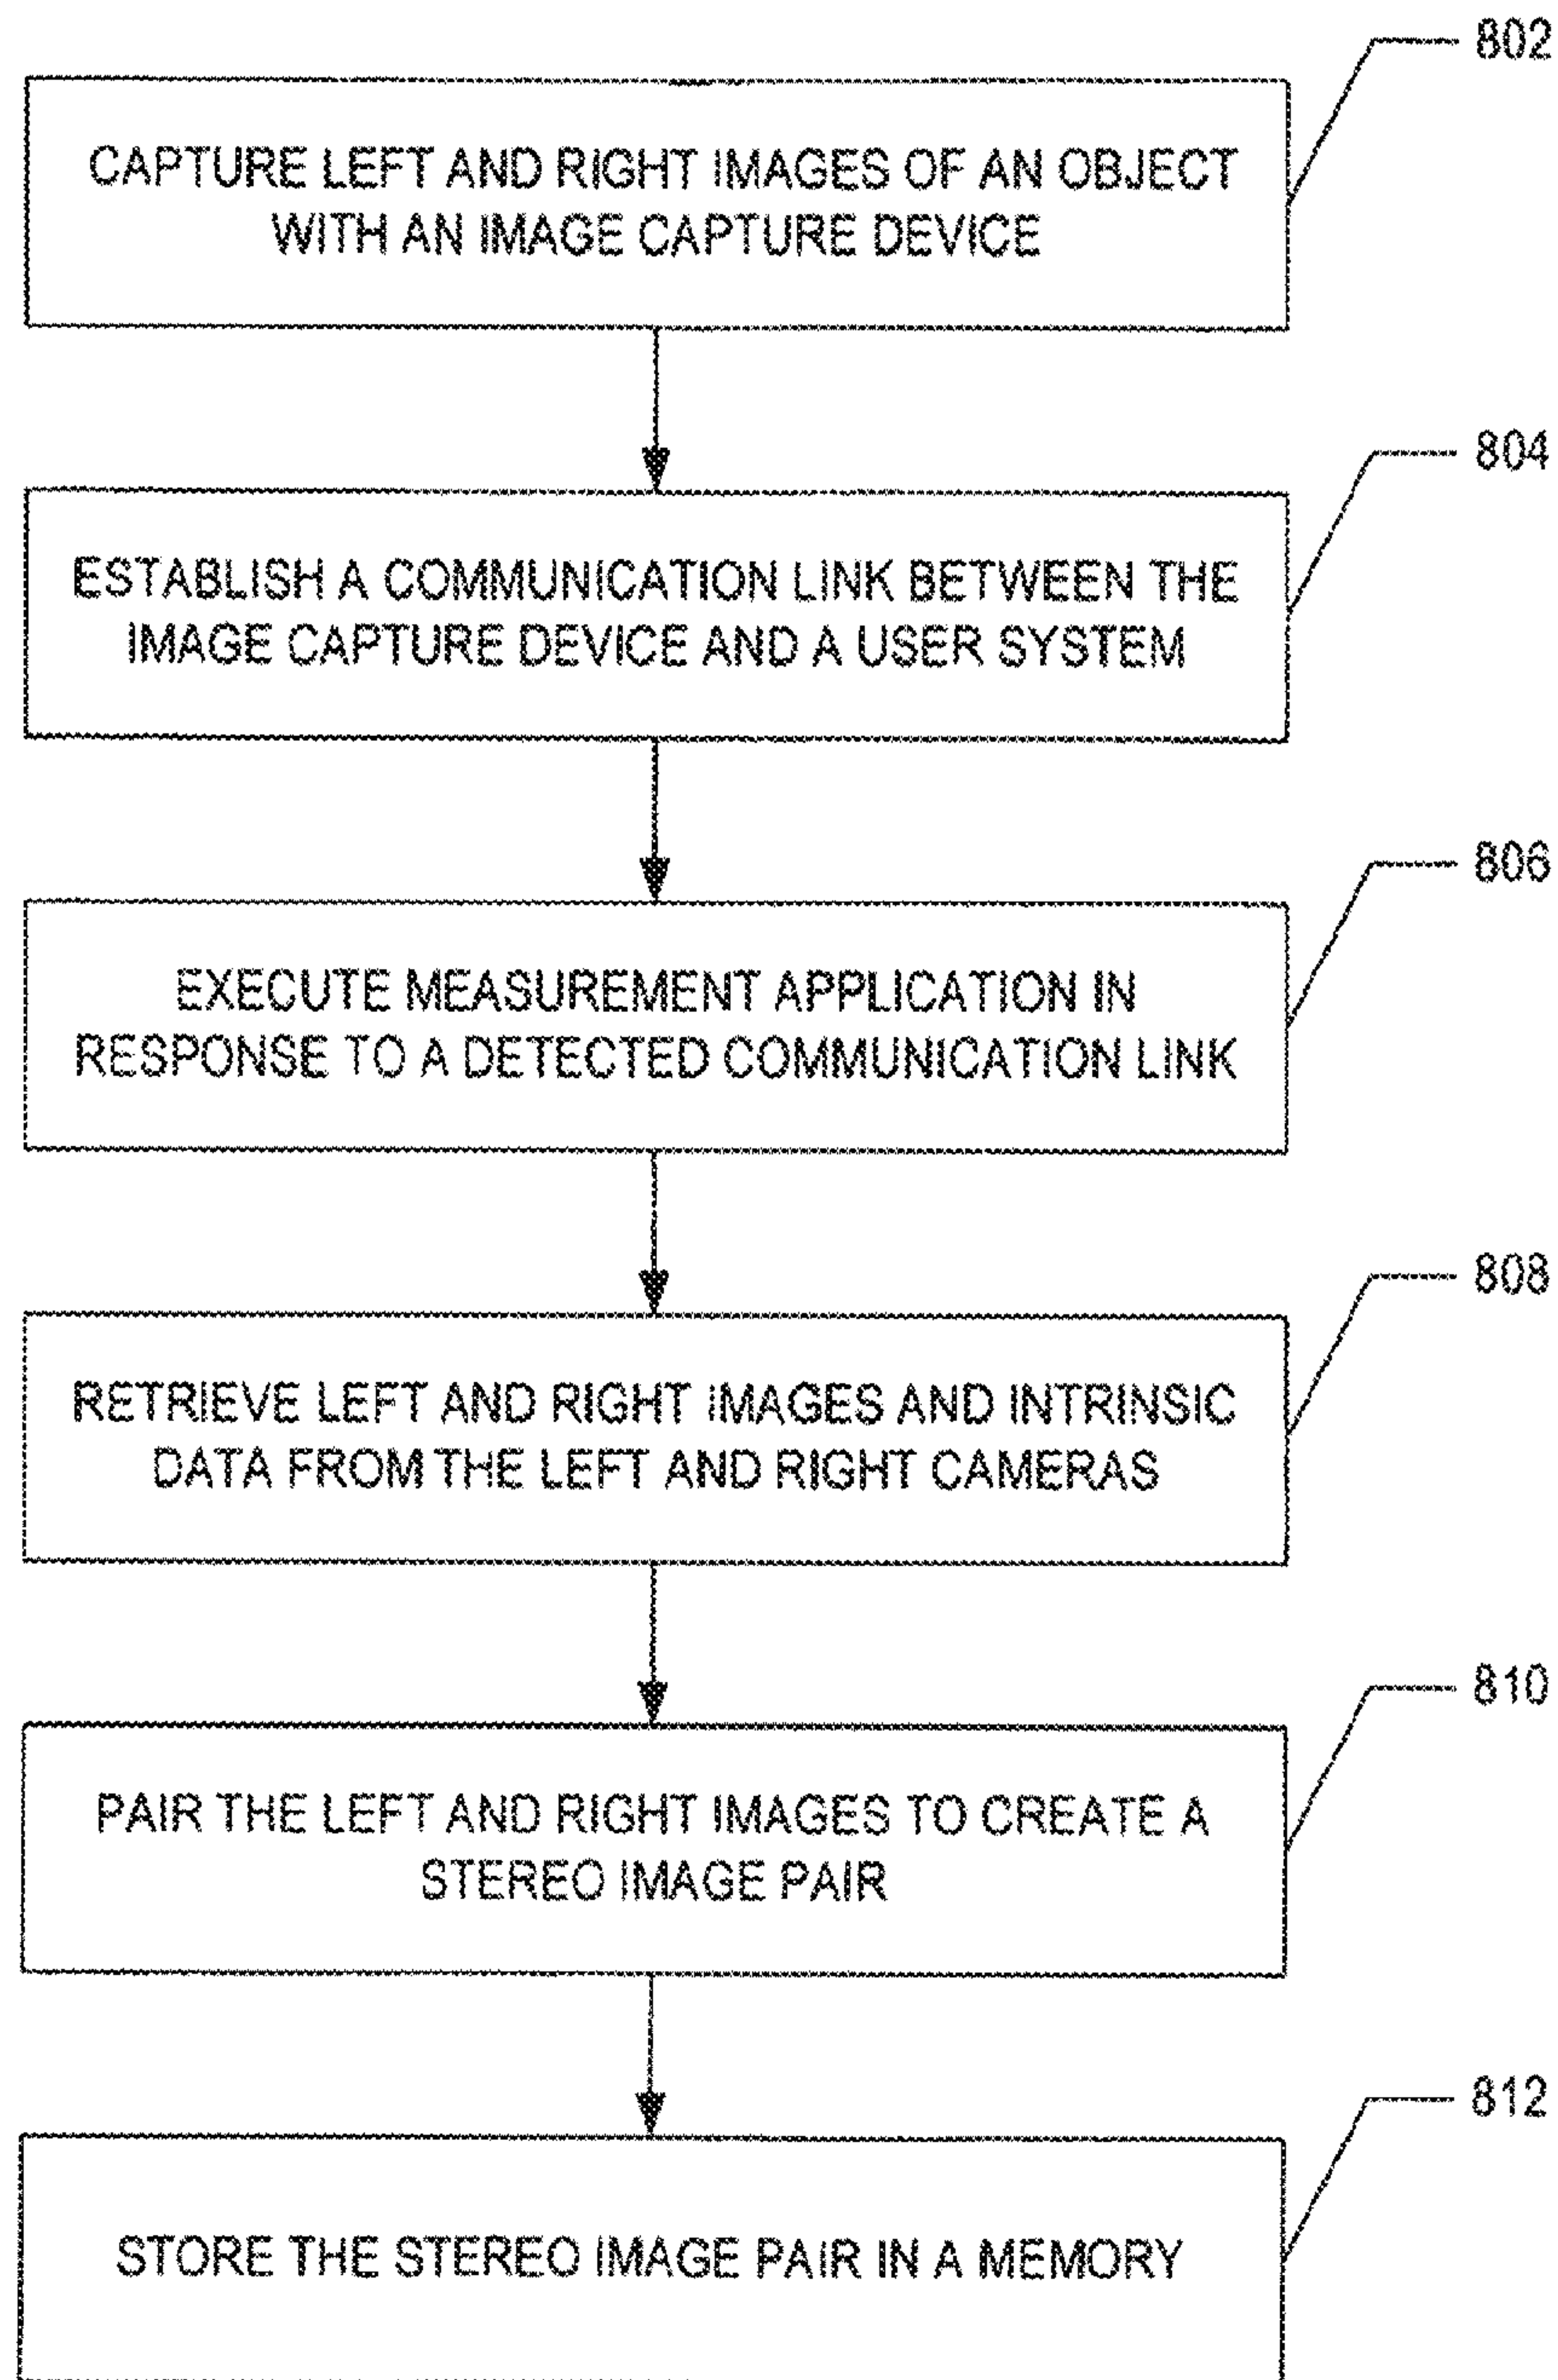 802
CAPTURE LEFT AND RIGHT IMAGES OF AN OBJECT
WITH AN IMAGE CAPTURE DEVICE
804
ESTABLISH A COMMUNICATION LINK BETWEEN THE
IMAGE CAPTURE DEVICE AND A USER SYSTEM
806
EXECUTE MEASUREMENT APPLICATION IN
RESPONSE TO A DETECTED COMMUNICATION LINK
808
RETRIEVE LEFT AND RIGHT IMAGES AND INTRINSIC
DATA FROM THE LEFT AND RIGHT CAMERAS
810
PAIR THE LEFT AND RIGHT IMAGES TO CREATE A
STEREO IMAGE PAIR
812
STORE THE STEREO IMAGE PAIR IN A MEMORY